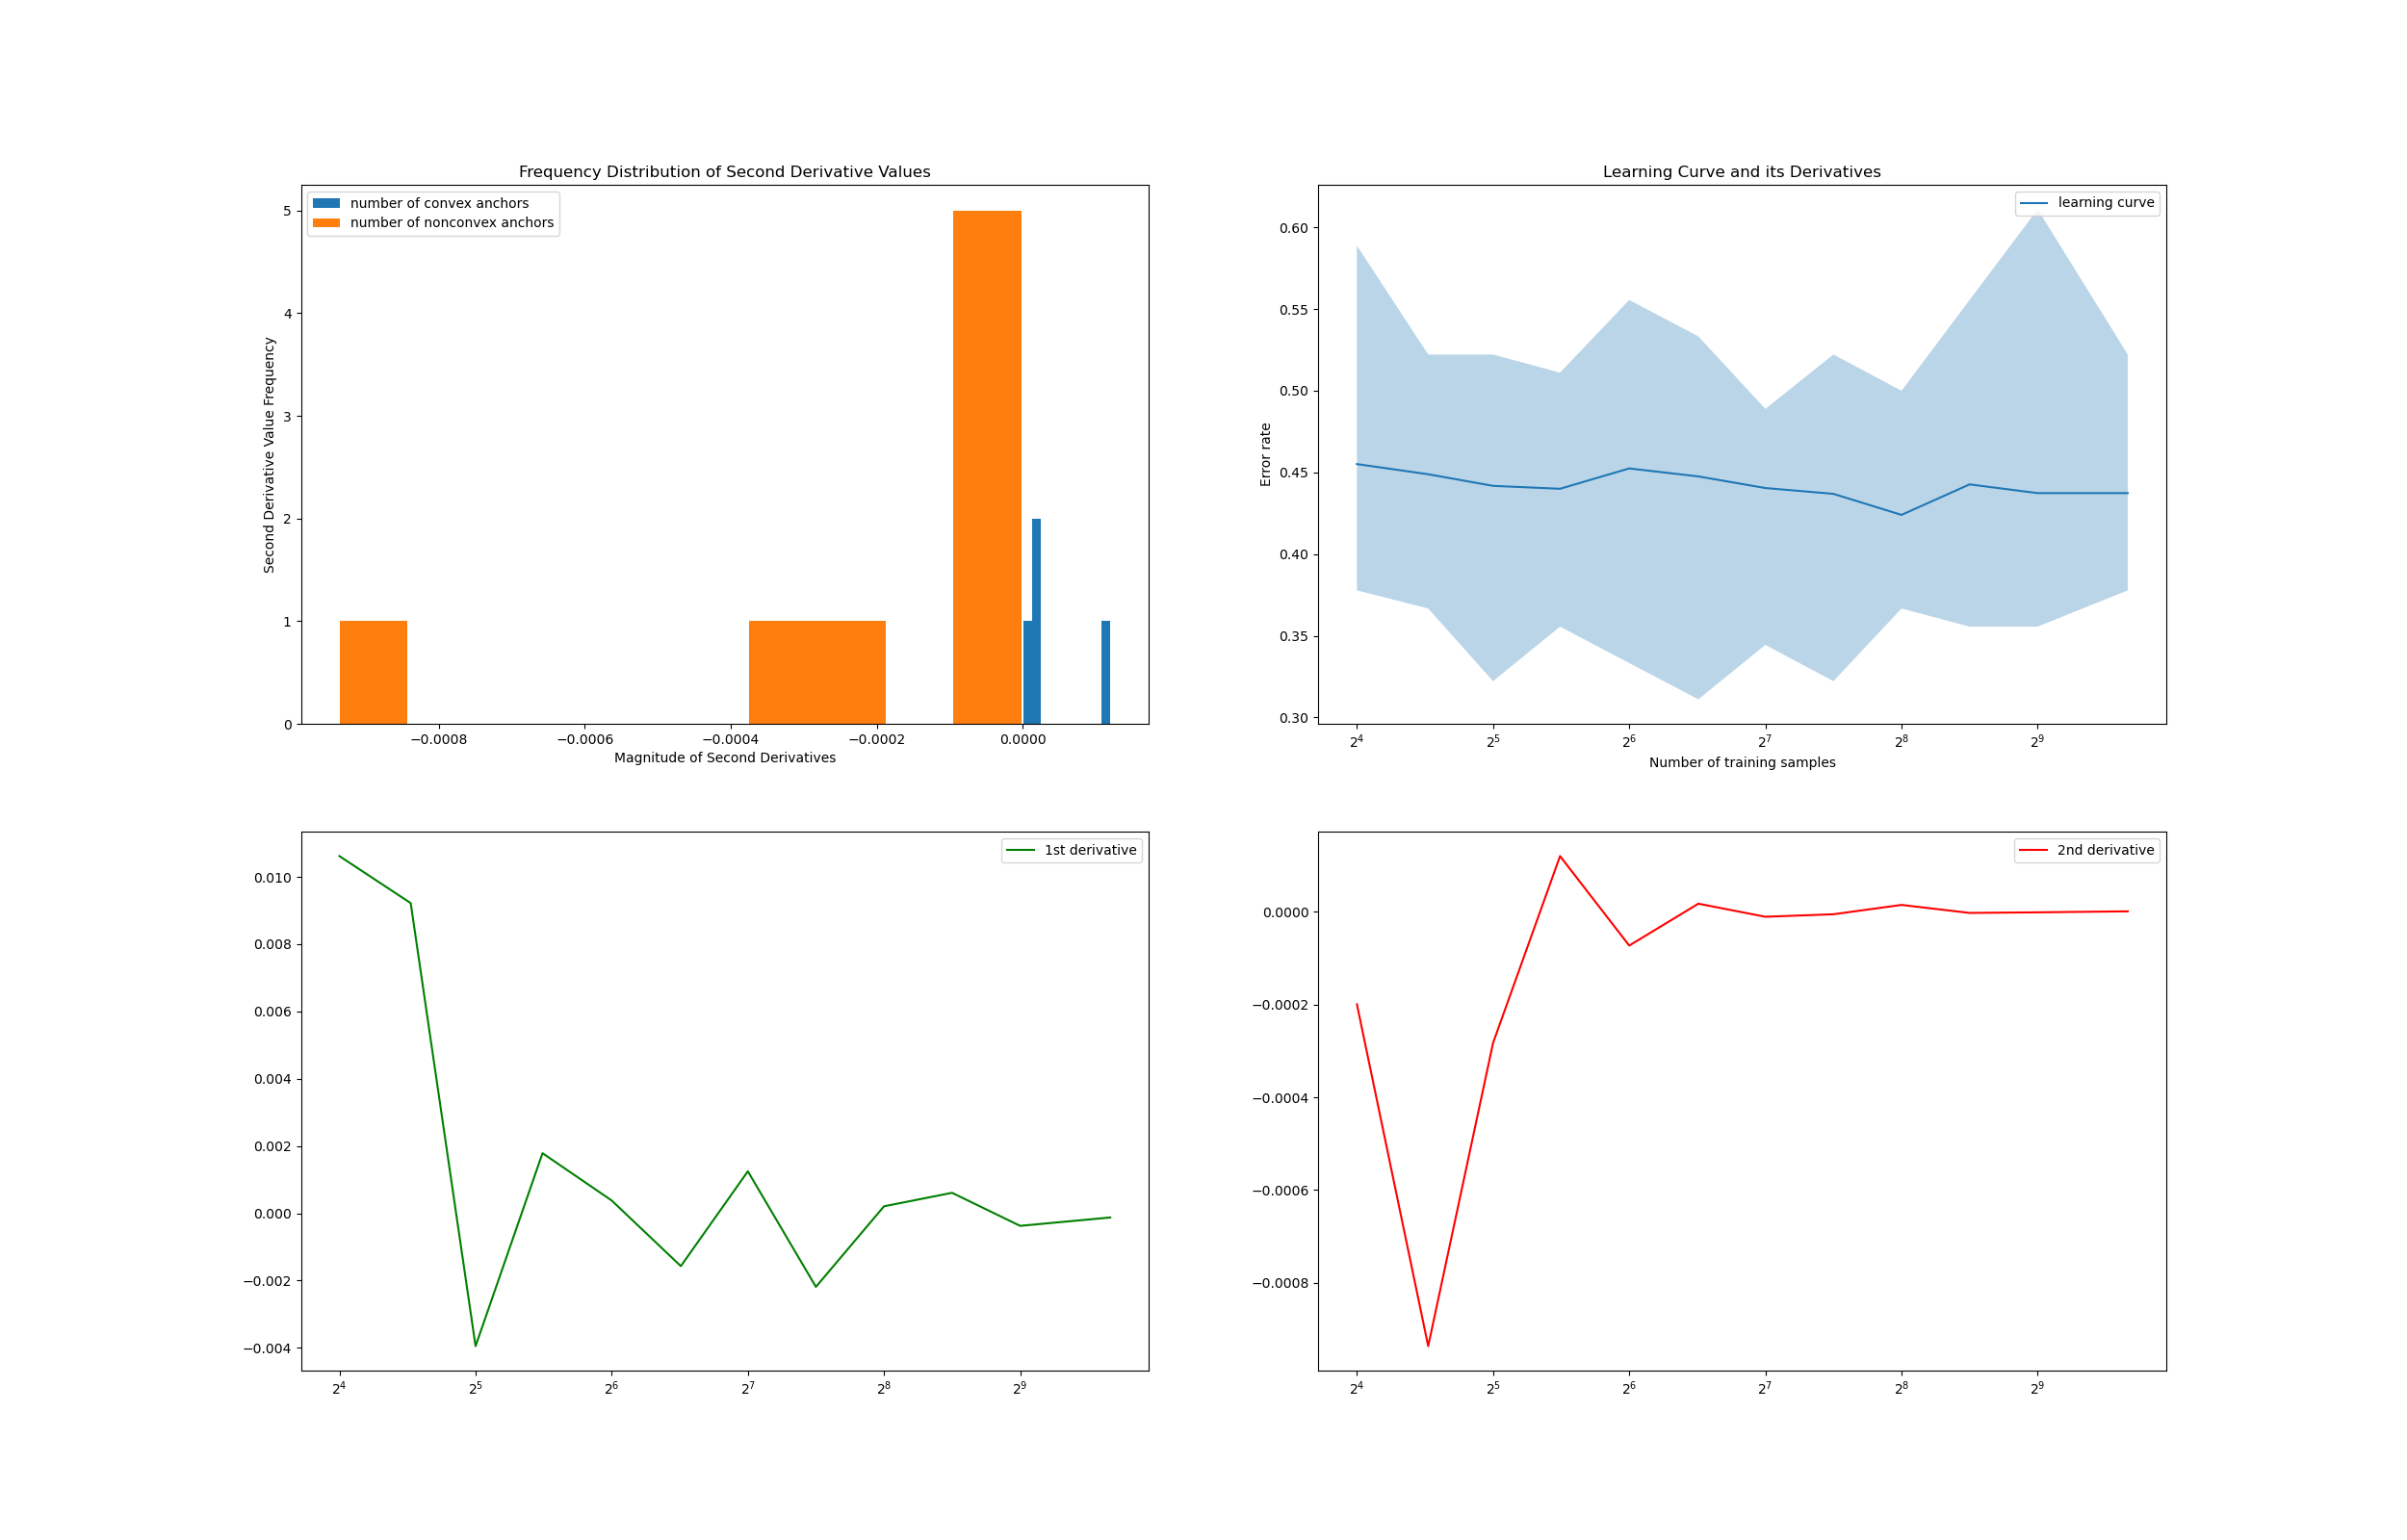 Frequency Distribution of Second Derivative Values
number of convex anchors
number of nonconvex anchors
5
4
3
2
1
0
Second Derivative Value Frequency
−0.0008 −0.0006 −0.0004 −0.0002 0.0000
Magnitude of Second Derivatives
Learning Curve and its Derivatives
learning curve
0.60
0.55
0.50
0.45
0.40
0.35
0.30
Error rate
2⁴ 2⁵ 2⁶ 2⁷ 2⁸ 2⁹
Number of training samples
1st derivative
0.010
0.008
0.006
0.004
0.002
0.000
−0.002
−0.004
2⁴ 2⁵ 2⁶ 2⁷ 2⁸ 2⁹
2nd derivative
0.0000
−0.0002
−0.0004
−0.0006
−0.0008
2⁴ 2⁵ 2⁶ 2⁷ 2⁸ 2⁹